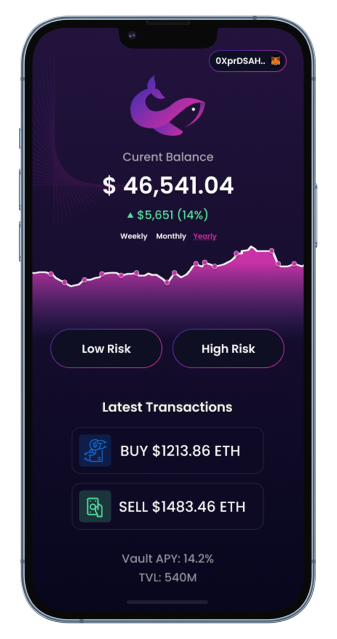 0XprDSAH..
Curent Balance
$ 46,541.04
▲ $5,651 (14%)
Weekly Monthly Yearly
Low Risk High Risk
Latest Transactions
BUY $1213.86 ETH
SELL $1483.46 ETH
Vault APY: 14.2%
TVL: 540M